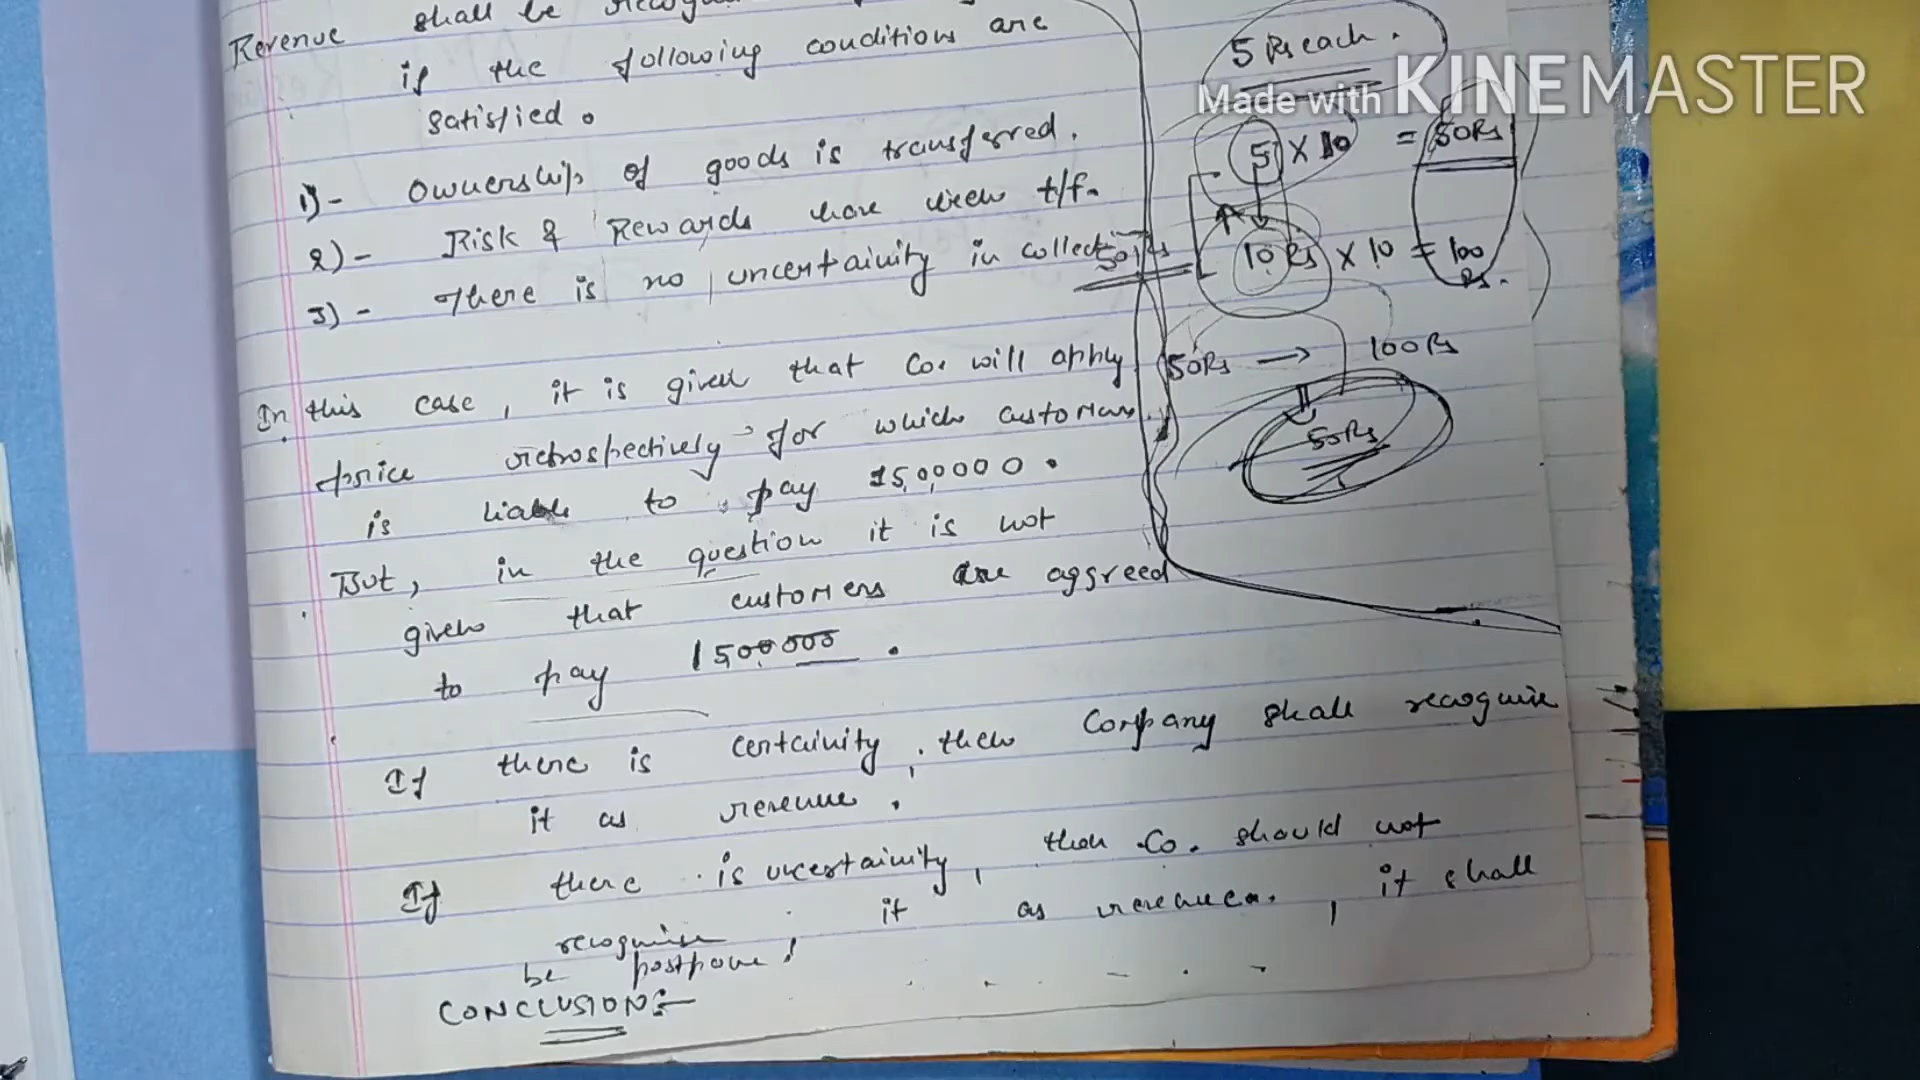 Revenue shall be
if the following conditions are
satisfied.
1)- Ownership of goods is transferred.
2)- Risk & Rewards have been t/f.
3)- There is no uncertainity in collect
In this case, it is given that Co. will apply
price retrospectively for which customers
is liable to pay 15,0,0000.
But, in the question it is not
given that customers are aggreed
to pay 1500000.
If there is certainity, then Company shall recognise
it as revenue.
If there is uncertainity, then Co. should not
recognise it as revenue, it shall
be postpone.
CONCLUSION:-
5 Rs each.
Made with KINEMASTER
5 × 10 = 50Rs
10 Rs × 10 = 100
Rs.
50Rs → 100Rs
50Rs